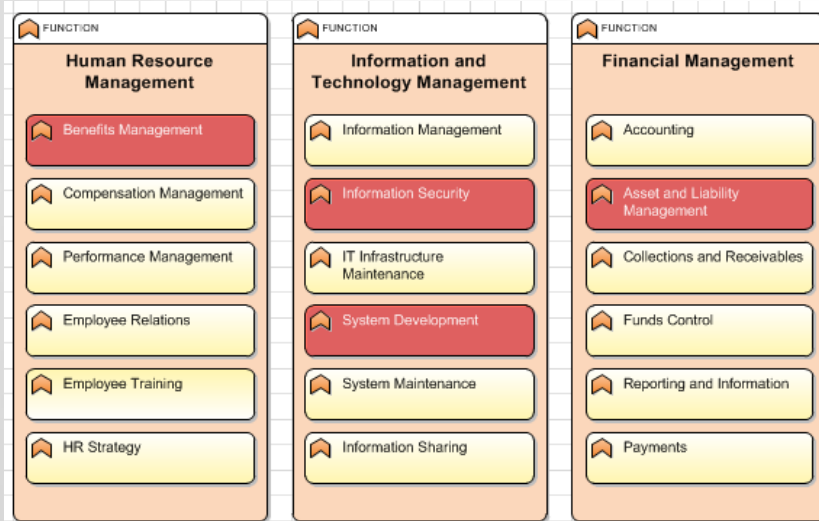 FUNCTION
Human Resource
Management
Benefits Management
Compensation Management
Performance Management
Employee Relations
Employee Training
HR Strategy
FUNCTION
Information and
Technology Management
Information Management
Information Security
IT Infrastructure
Maintenance
System Development
System Maintenance
Information Sharing
FUNCTION
Financial Management
Accounting
Asset and Liability
Management
Collections and Receivables
Funds Control
Reporting and Information
Payments